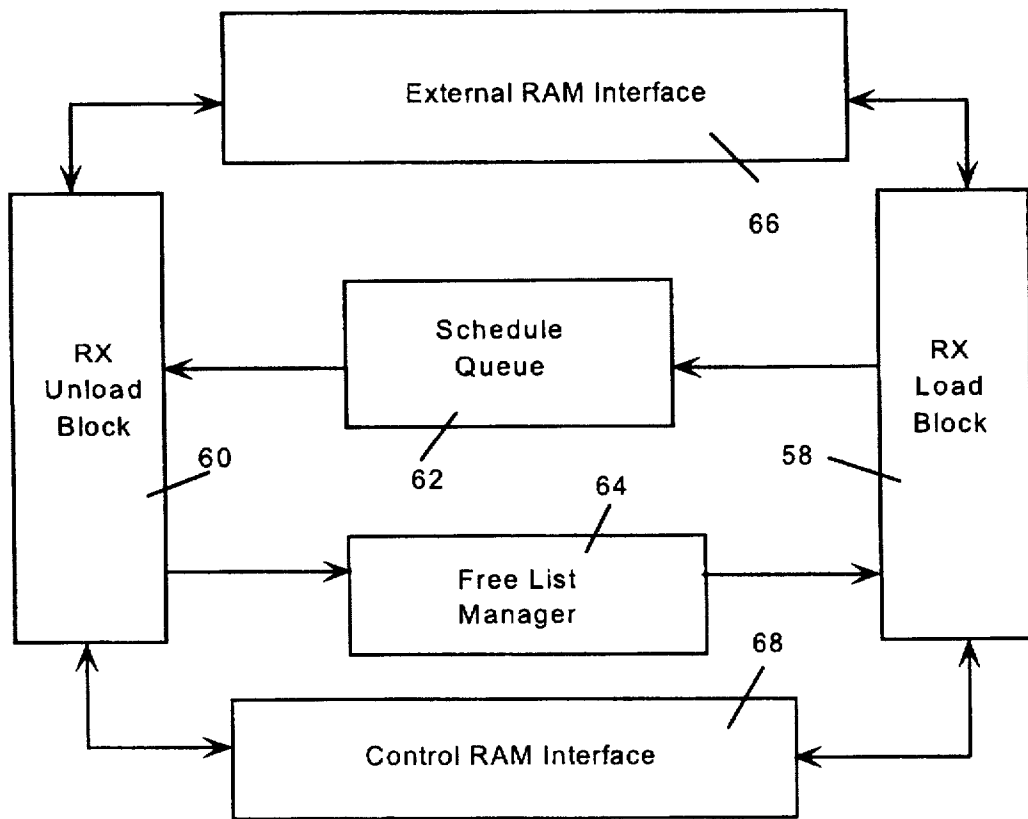 External RAM Interface
66
RX
Unload
Block
60
Schedule
Queue
62
RX
Load
Block
58
64
Free List
Manager
68
Control RAM Interface